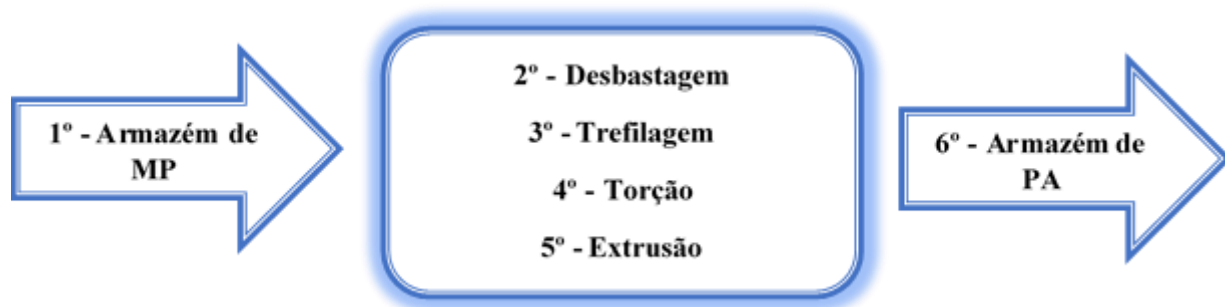 1º - Armazém de
MP
2º - Desbastagem
3º - Trefilagem
4º - Torção
5º - Extrusão
6º - Armazém de
PA